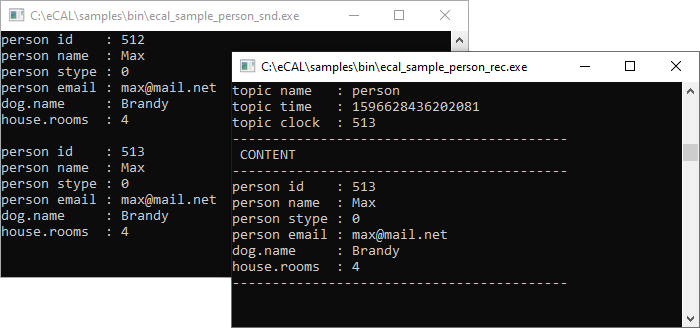 C:\eCAL\samples\bin\ecal_sample_person_snd.exe
person id    : 512
person name  : Max
person stype : 0
person email : max@mail.net
dog.name     : Brandy
house.rooms  : 4
person id    : 513
person name  : Max
person stype : 0
person email : max@mail.net
dog.name     : Brandy
house.rooms  : 4
C:\eCAL\samples\bin\ecal_sample_person_rec.exe
topic name   : person
topic time   : 1596628436202081
topic clock  : 513
------------------------------------------
 CONTENT
------------------------------------------
person id    : 513
person name  : Max
person stype : 0
person email : max@mail.net
dog.name     : Brandy
house.rooms  : 4
------------------------------------------